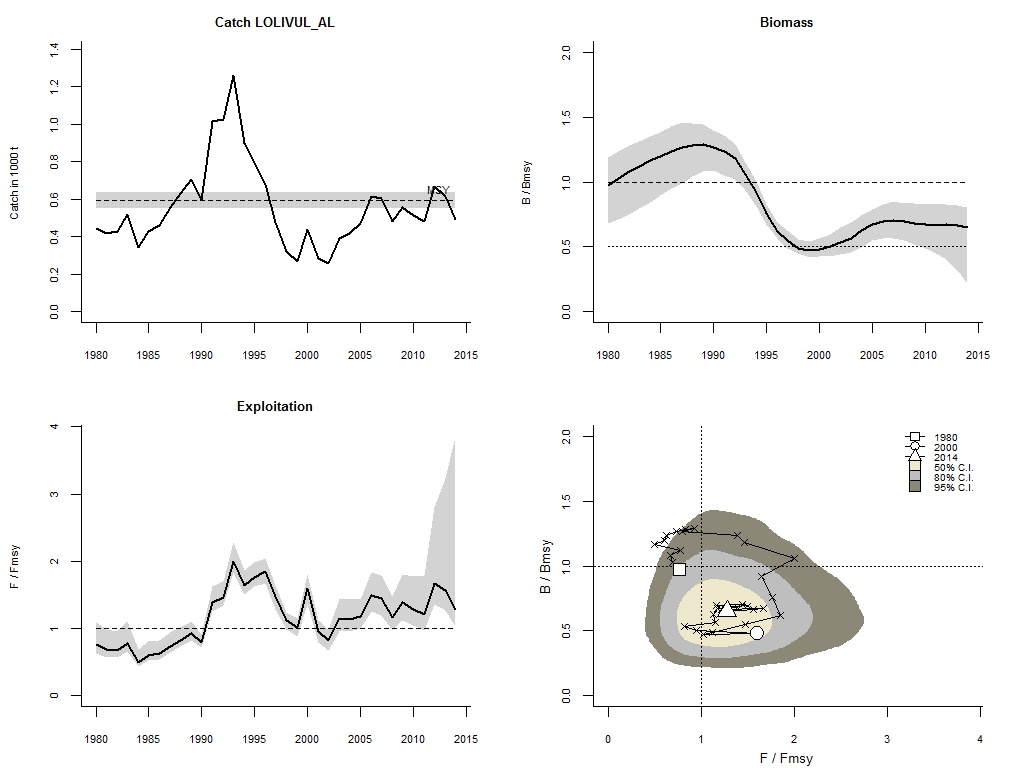 Catch LOLIVUL_AL
Catch in 1000 t
0.0 0.2 0.4 0.6 0.8 1.0 1.2 1.4
MSY
1980 1985 1990 1995 2000 2005 2010 2015
Biomass
B / Bmsy
0.0 0.5 1.0 1.5 2.0
1980 1985 1990 1995 2000 2005 2010 2015
Exploitation
F / Fmsy
0 1 2 3 4
1980 1985 1990 1995 2000 2005 2010 2015
B / Bmsy
0.0 0.5 1.0 1.5 2.0
1980
2000
2014
50% C.I.
80% C.I.
95% C.I.
0 1 2 3 4
F / Fmsy